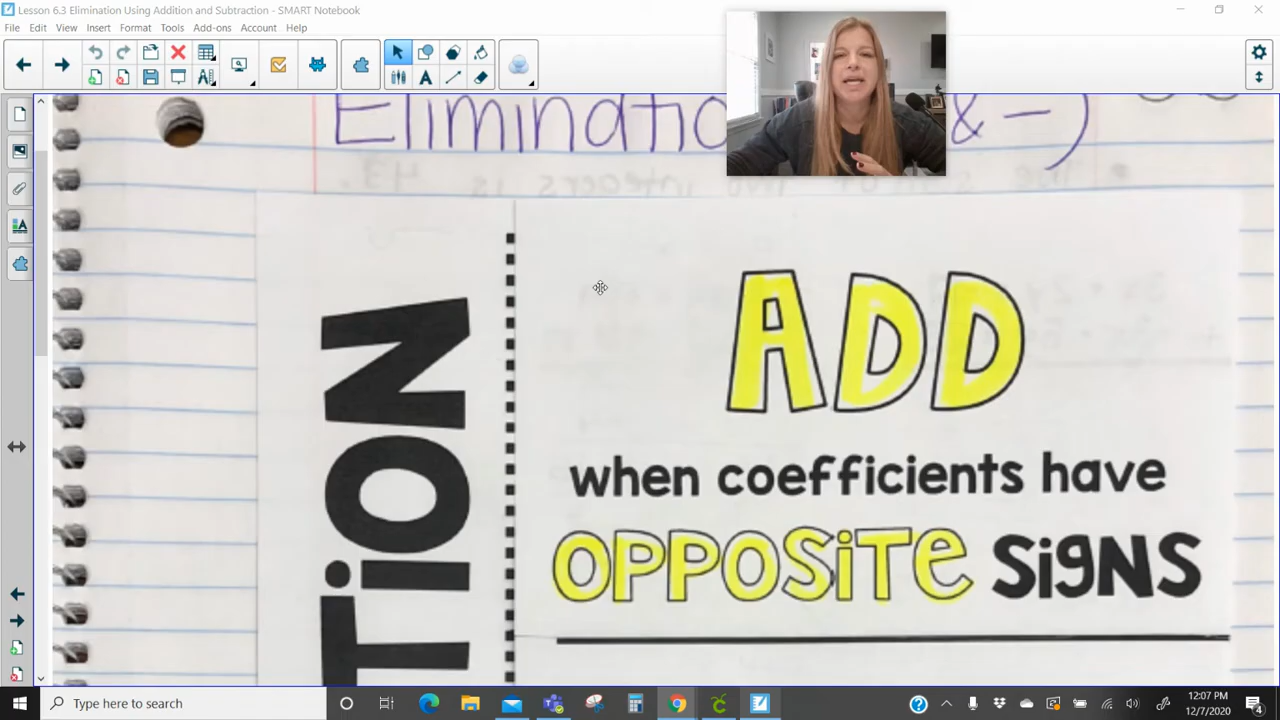 Lesson 6.3 Elimination Using Addition and Subtraction - SMART Notebook
File Edit View Insert Format Tools Add-ons Account Help
& -)
ADD
when coefficients have
OPPOSiTe SigNS
TiON
Type here to search
12:07 PM
12/7/2020
4